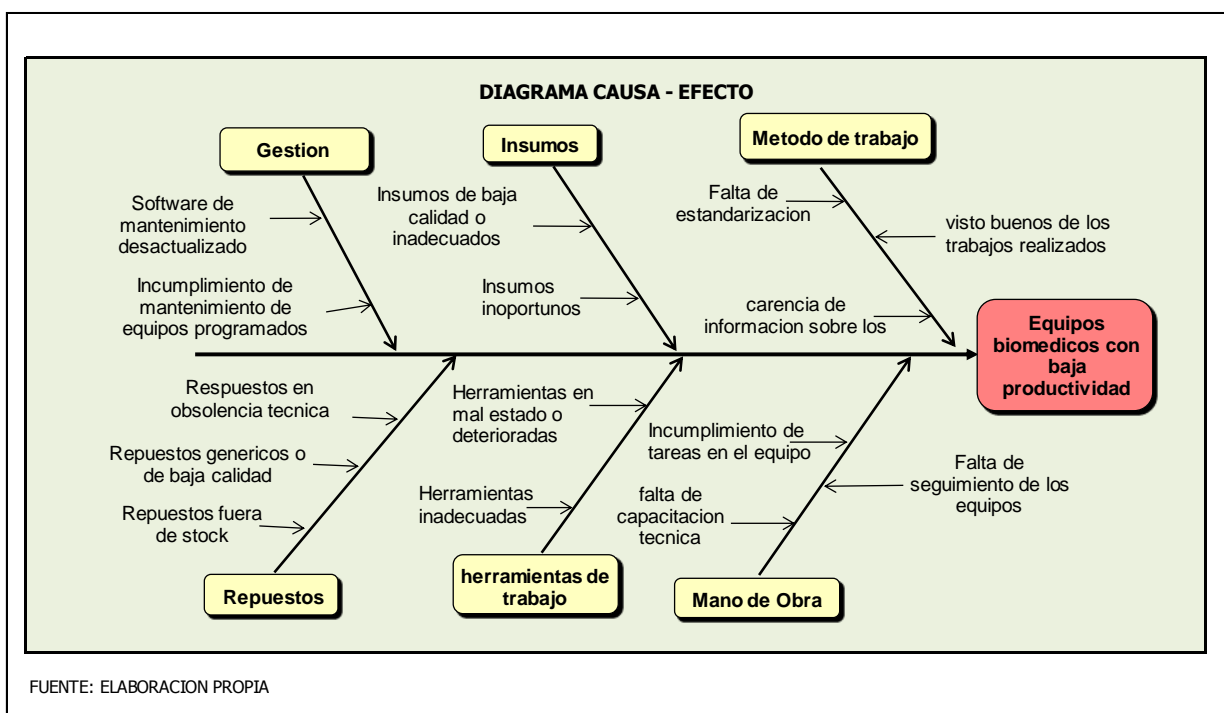 DIAGRAMA CAUSA - EFECTO
Gestion
Insumos
Metodo de trabajo
Software de
mantenimiento
desactualizado
Incumplimiento de
mantenimiento de
equipos programados
Insumos de baja
calidad o
inadecuados
Insumos
inoportunos
Falta de
estandarizacion
visto buenos de los
trabajos realizados
carencia de
informacion sobre los
Equipos
biomedicos con
baja
productividad
Respuestos en
obsolencia tecnica
Repuestos genericos o
de baja calidad
Repuestos fuera
de stock
Herramientas en
mal estado o
deterioradas
Herramientas
inadecuadas
Incumplimiento de
tareas en el equipo
falta de
capacitacion
tecnica
Falta de
seguimiento de los
equipos
Repuestos
herramientas de
trabajo
Mano de Obra
FUENTE: ELABORACION PROPIA